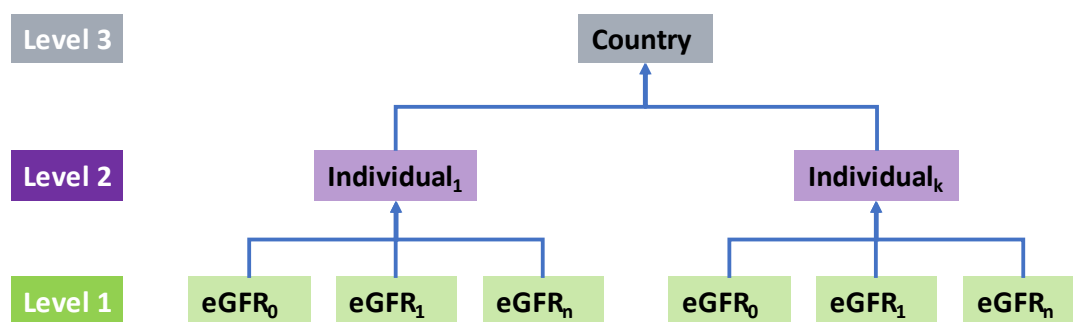 Level 3 Country
Level 2 Individual₁ Individualₖ
Level 1 eGFR₀ eGFR₁ eGFRₙ eGFR₀ eGFR₁ eGFRₙ